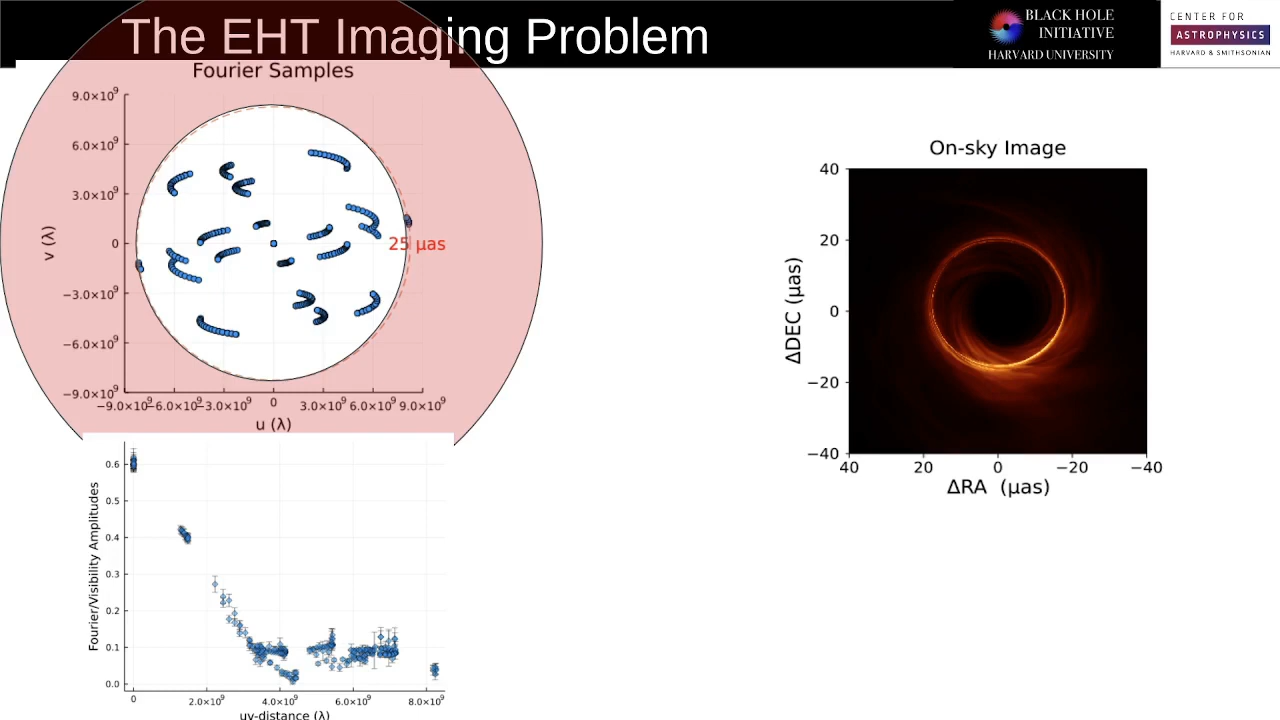 The EHT Imaging Problem
BLACK HOLE
INITIATIVE
HARVARD UNIVERSITY
CENTER FOR
ASTROPHYSICS
HARVARD & SMITHSONIAN
Fourier Samples
9.0×10⁹
6.0×10⁹
3.0×10⁹
0
−3.0×10⁹
−6.0×10⁹
−9.0×10⁹
v (λ)
25 µas
−9.0×10⁹ −6.0×10⁹ −3.0×10⁹ 0 3.0×10⁹ 6.0×10⁹ 9.0×10⁹
u (λ)
0.6
0.5
0.4
0.3
0.2
0.1
0.0
Fourier/Visibility Amplitudes
0 2.0×10⁹ 4.0×10⁹ 6.0×10⁹ 8.0×10⁹
uv-distance (λ)
On-sky Image
40
20
0
−20
−40
ΔDEC (µas)
40 20 0 −20 −40
ΔRA (µas)